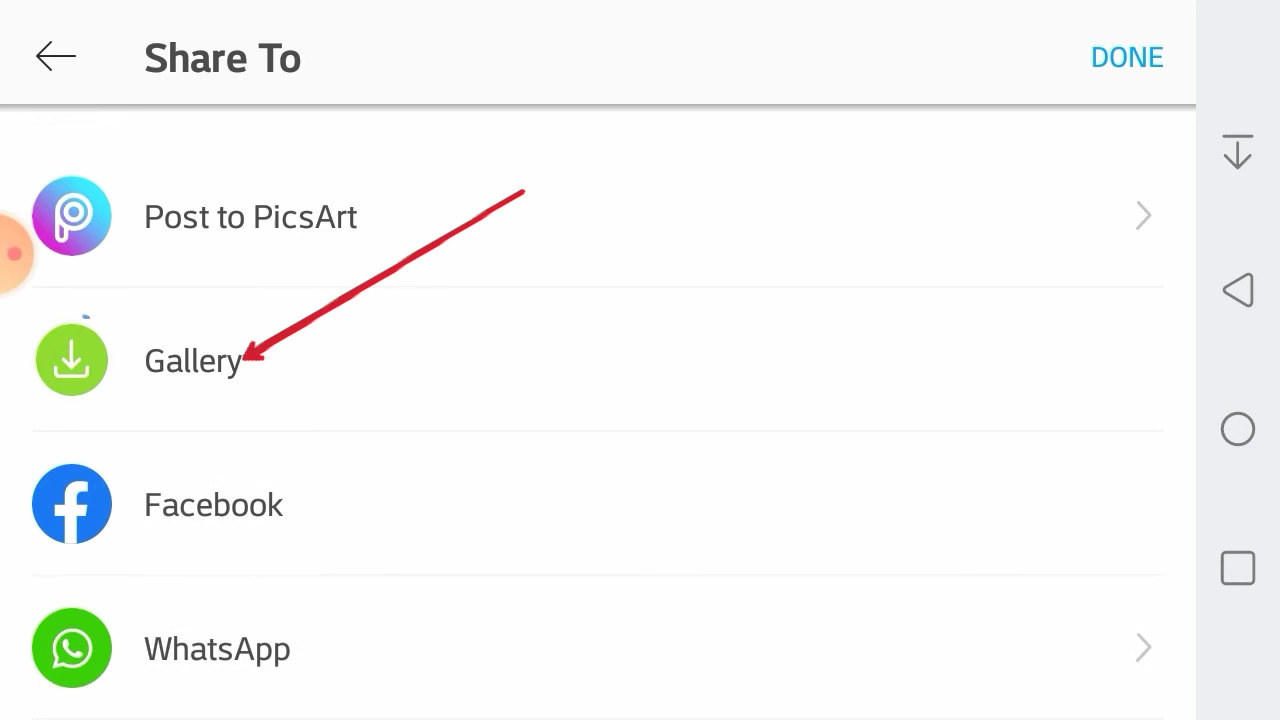 Share To
DONE
Post to PicsArt
Gallery
Facebook
WhatsApp